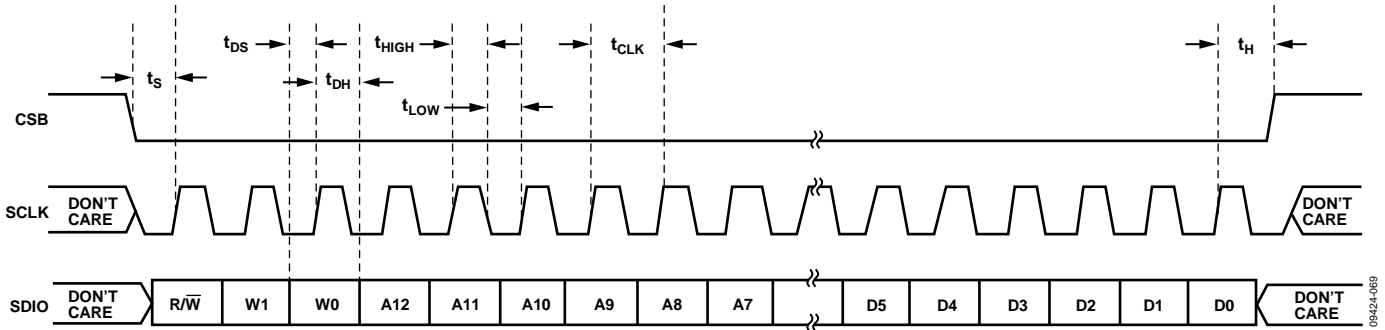 tDS
tHIGH
tCLK
tH
tS
tDH
tLOW
CSB
SCLK
DON'T CARE
DON'T CARE
SDIO
DON'T CARE
R/W̅
W1
W0
A12
A11
A10
A9
A8
A7
D5
D4
D3
D2
D1
D0
DON'T CARE
09424-069